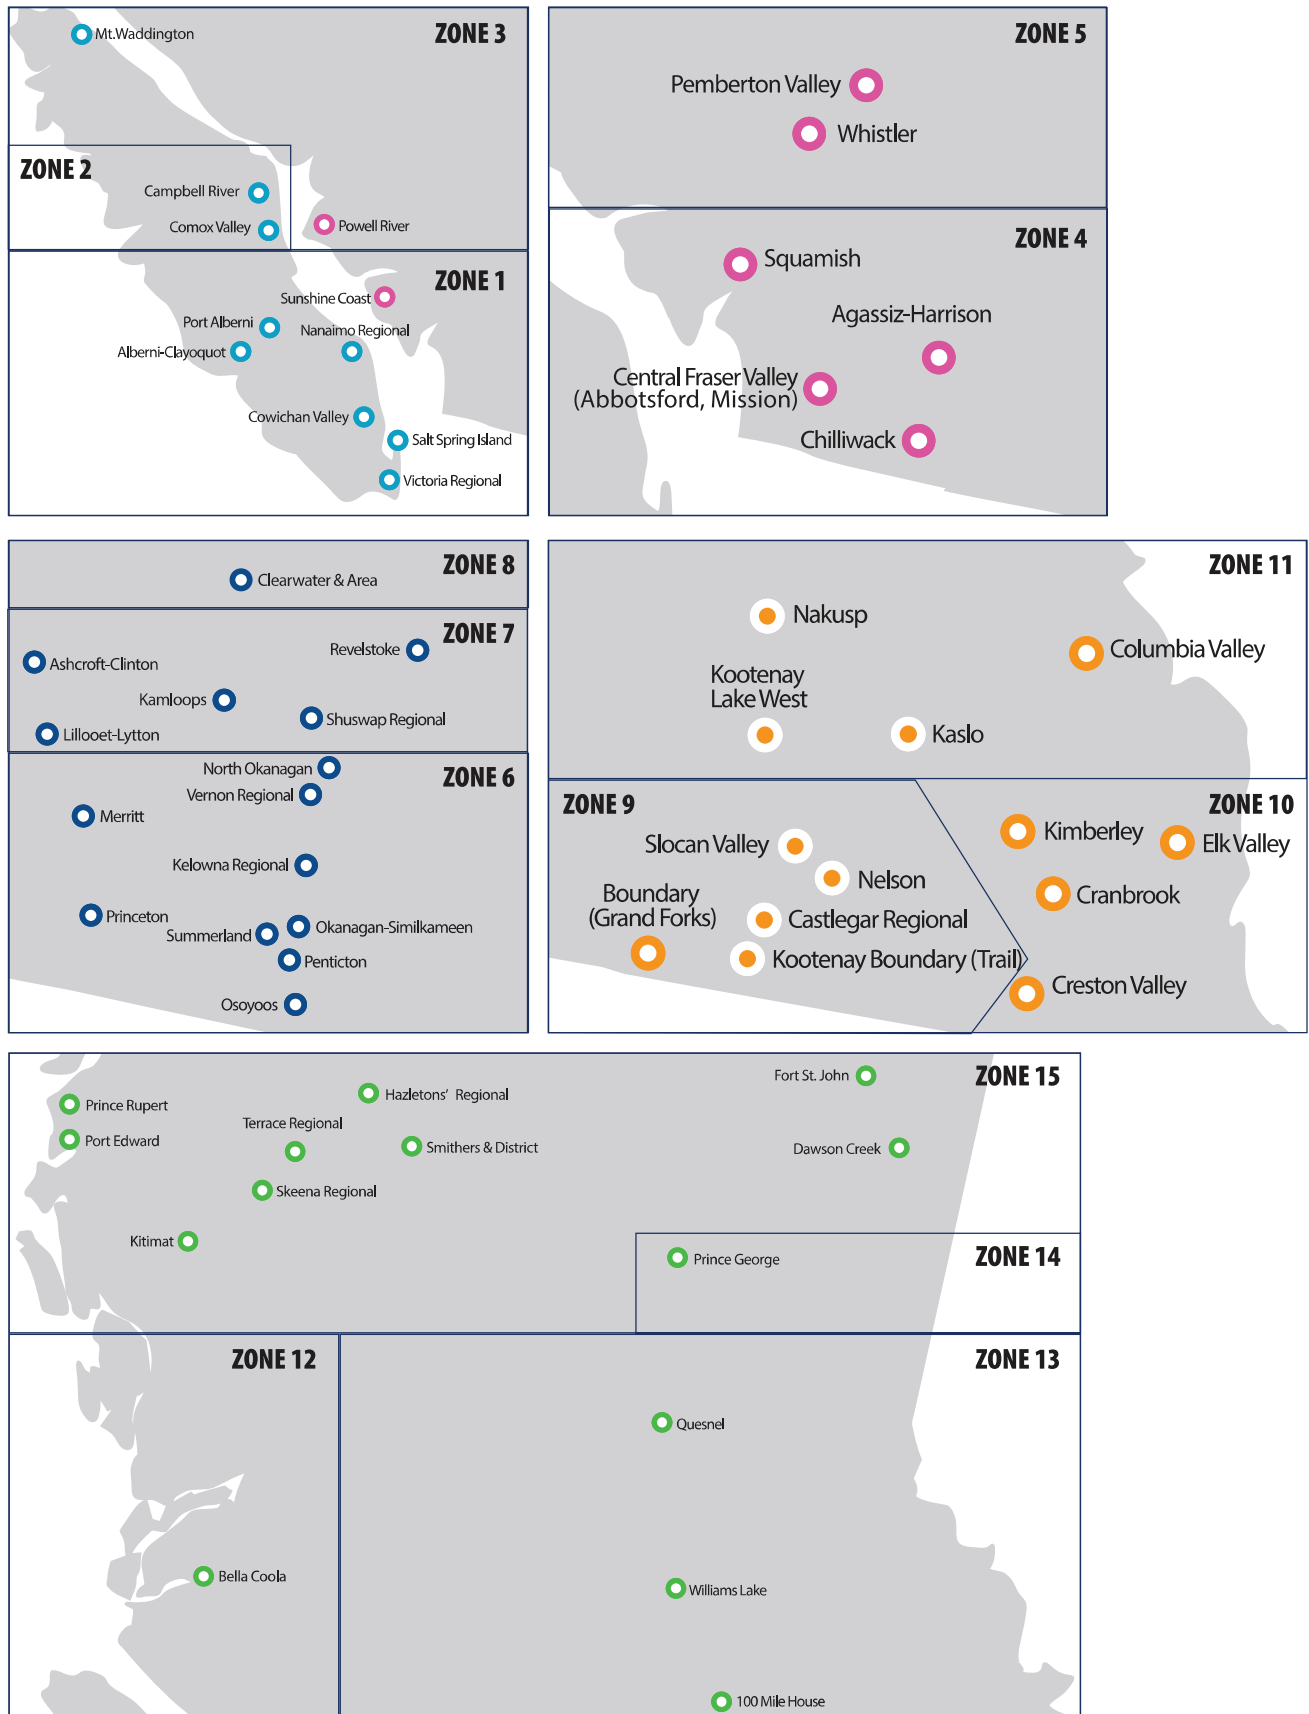 Mt.Waddington
ZONE 3
ZONE 2
Campbell River
Comox Valley
Powell River
ZONE 1
Sunshine Coast
Port Alberni
Nanaimo Regional
Alberni-Clayoquot
Cowichan Valley
Salt Spring Island
Victoria Regional
ZONE 5
Pemberton Valley
Whistler
ZONE 4
Squamish
Agassiz-Harrison
Central Fraser Valley
(Abbotsford, Mission)
Chilliwack
ZONE 8
Clearwater & Area
ZONE 7
Revelstoke
Ashcroft-Clinton
Kamloops
Shuswap Regional
Lillooet-Lytton
North Okanagan
ZONE 6
Vernon Regional
Merritt
Kelowna Regional
Princeton
Okanagan-Similkameen
Summerland
Penticton
Osoyoos
ZONE 11
Nakusp
Columbia Valley
Kootenay
Lake West
Kaslo
ZONE 9
ZONE 10
Slocan Valley
Kimberley
Elk Valley
Nelson
Boundary
(Grand Forks)
Cranbrook
Castlegar Regional
Kootenay Boundary (Trail)
Creston Valley
Fort St. John
ZONE 15
Hazletons' Regional
Prince Rupert
Terrace Regional
Port Edward
Smithers & District
Dawson Creek
Skeena Regional
Kitimat
Prince George
ZONE 14
ZONE 12
ZONE 13
Quesnel
Bella Coola
Williams Lake
100 Mile House